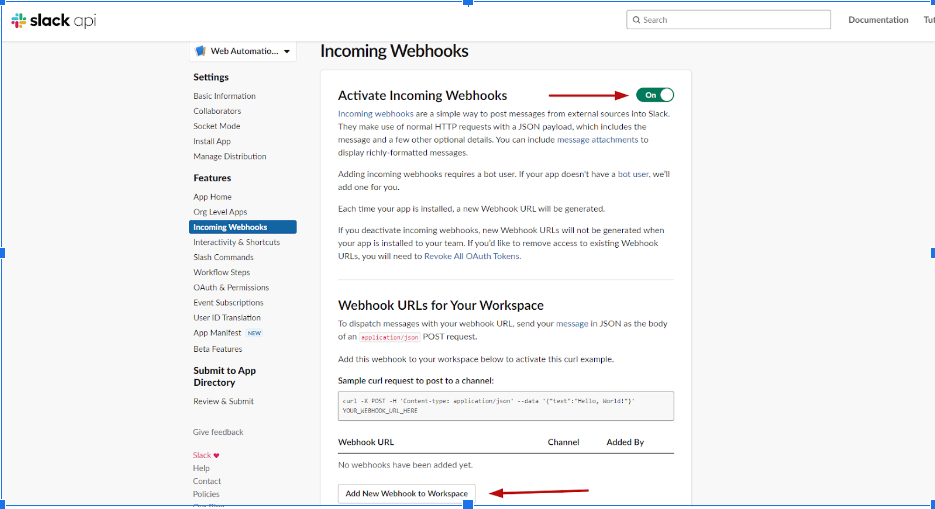 slack api
Search
Documentation
Tut
Web Automatio...
Settings
Basic Information
Collaborators
Socket Mode
Install App
Manage Distribution
Features
App Home
Org Level Apps
Incoming Webhooks
Interactivity & Shortcuts
Slash Commands
Workflow Steps
OAuth & Permissions
Event Subscriptions
User ID Translation
App Manifest NEW
Beta Features
Submit to App
Directory
Review & Submit
Give feedback
Slack ♥
Help
Contact
Policies
Our Blog
Incoming Webhooks
Activate Incoming Webhooks
On
Incoming webhooks are a simple way to post messages from external sources into Slack.
They make use of normal HTTP requests with a JSON payload, which includes the
message and a few other optional details. You can include message attachments to
display richly-formatted messages.
Adding incoming webhooks requires a bot user. If your app doesn't have a bot user, we'll
add one for you.
Each time your app is installed, a new Webhook URL will be generated.
If you deactivate incoming webhooks, new Webhook URLs will not be generated when
your app is installed to your team. If you'd like to remove access to existing Webhook
URLs, you will need to Revoke All OAuth Tokens.
Webhook URLs for Your Workspace
To dispatch messages with your webhook URL, send your message in JSON as the body
of an application/json POST request.
Add this webhook to your workspace below to activate this curl example.
Sample curl request to post to a channel:
curl -X POST -H 'Content-type: application/json' --data '{"text":"Hello, World!"}'
YOUR_WEBHOOK_URL_HERE
Webhook URL
Channel
Added By
No webhooks have been added yet.
Add New Webhook to Workspace